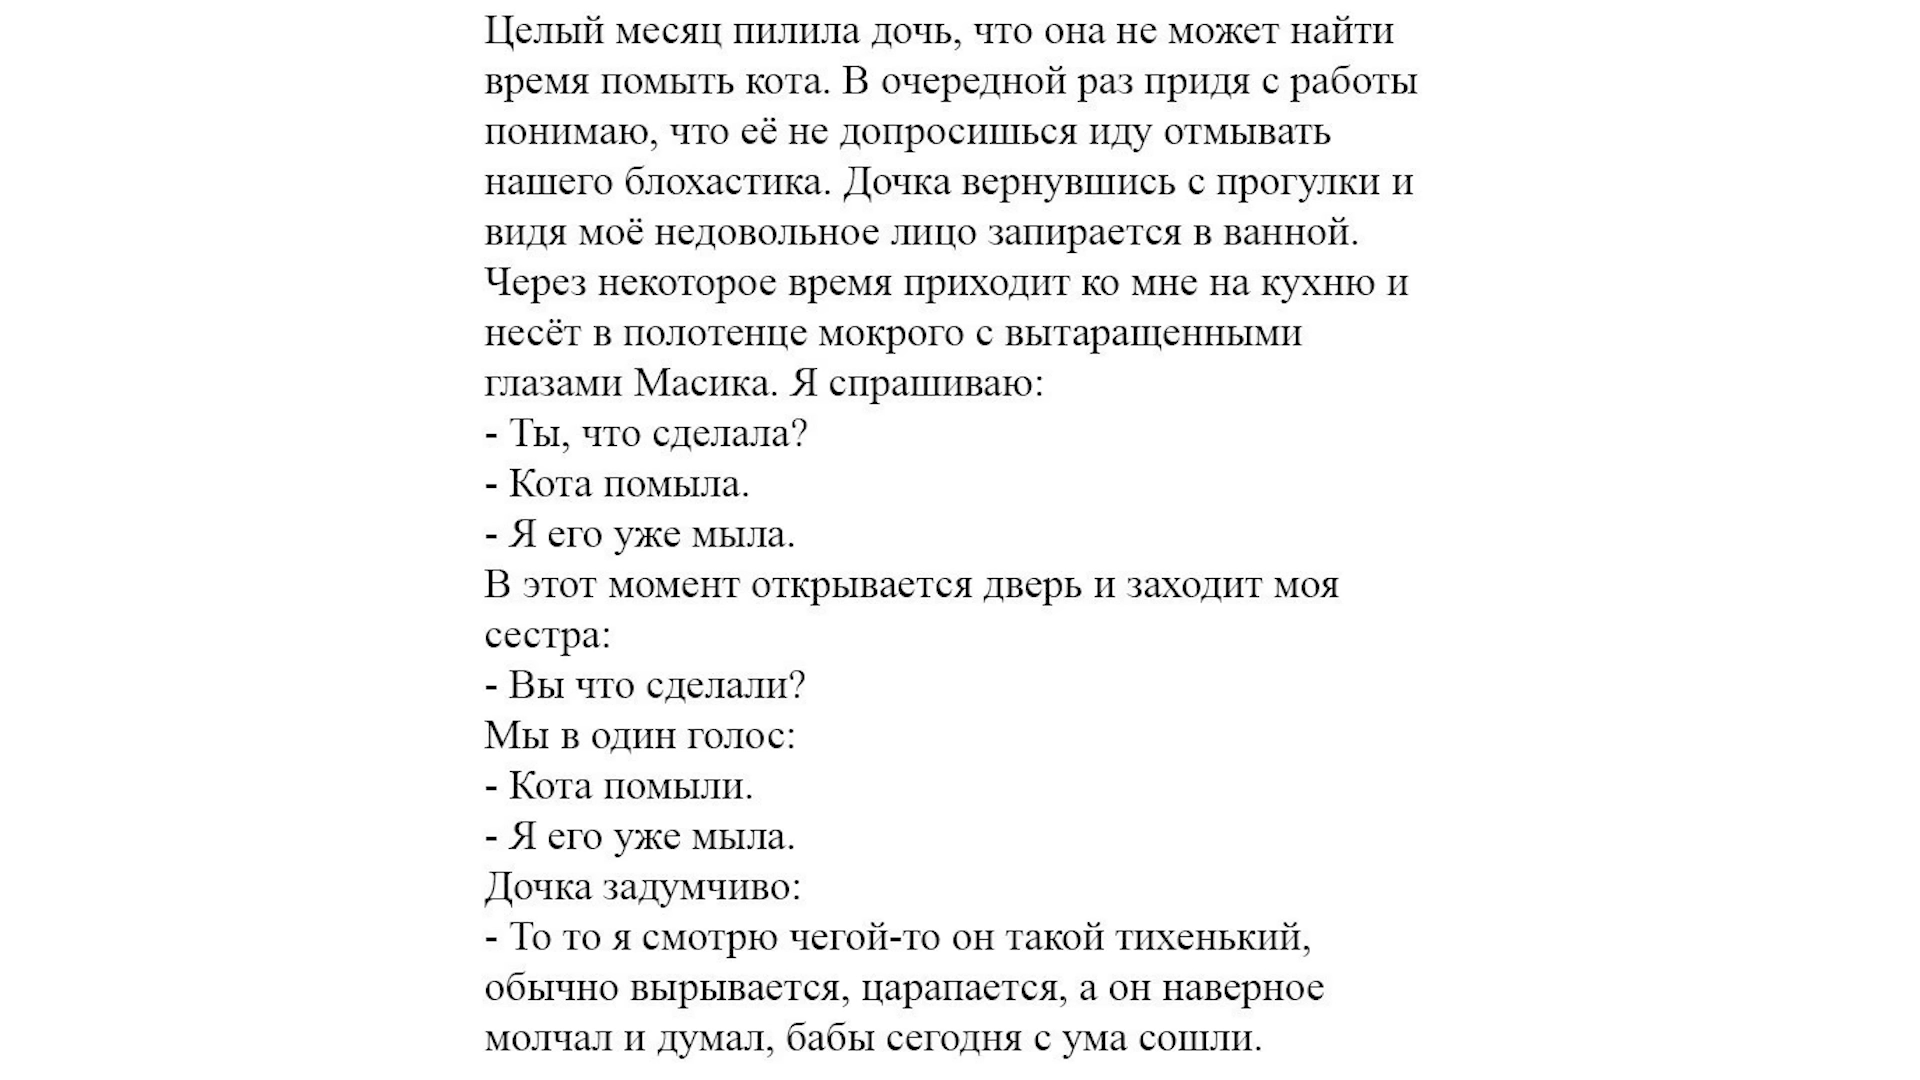 Целый месяц пилила дочь, что она не может найти
время помыть кота. В очередной раз придя с работы
понимаю, что её не допросишься иду отмывать
нашего блохастика. Дочка вернувшись с прогулки и
видя моё недовольное лицо запирается в ванной.
Через некоторое время приходит ко мне на кухню и
несёт в полотенце мокрого с вытаращенными
глазами Масика. Я спрашиваю:
- Ты, что сделала?
- Кота помыла.
- Я его уже мыла.
В этот момент открывается дверь и заходит моя
сестра:
- Вы что сделали?
Мы в один голос:
- Кота помыли.
- Я его уже мыла.
Дочка задумчиво:
- То то я смотрю чегой-то он такой тихенький,
обычно вырывается, царапается, а он наверное
молчал и думал, бабы сегодня с ума сошли.